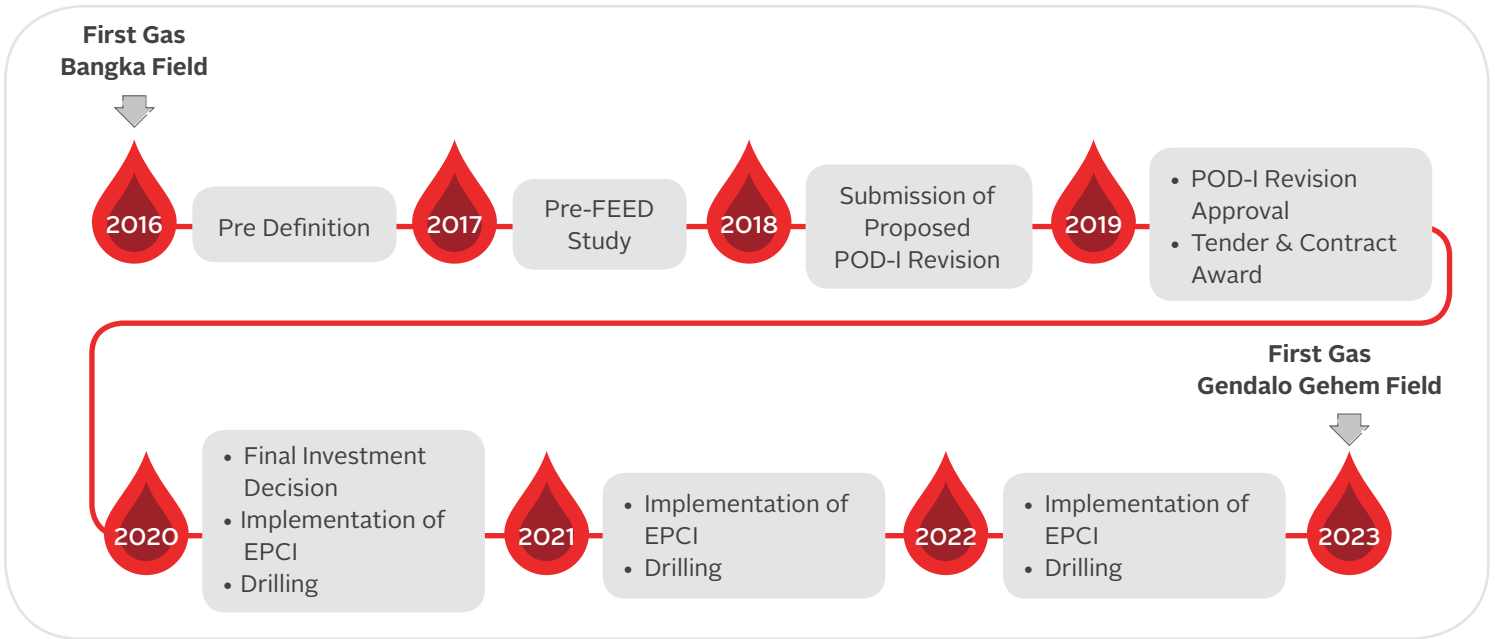 First Gas
Bangka Field
2016
Pre Definition
2017
Pre-FEED
Study
2018
Submission of
Proposed
POD-I Revision
2019
• POD-I Revision
Approval
• Tender & Contract
Award
First Gas
Gendalo Gehem Field
2020
• Final Investment
Decision
• Implementation of
EPCI
• Drilling
2021
• Implementation of
EPCI
• Drilling
2022
• Implementation of
EPCI
• Drilling
2023